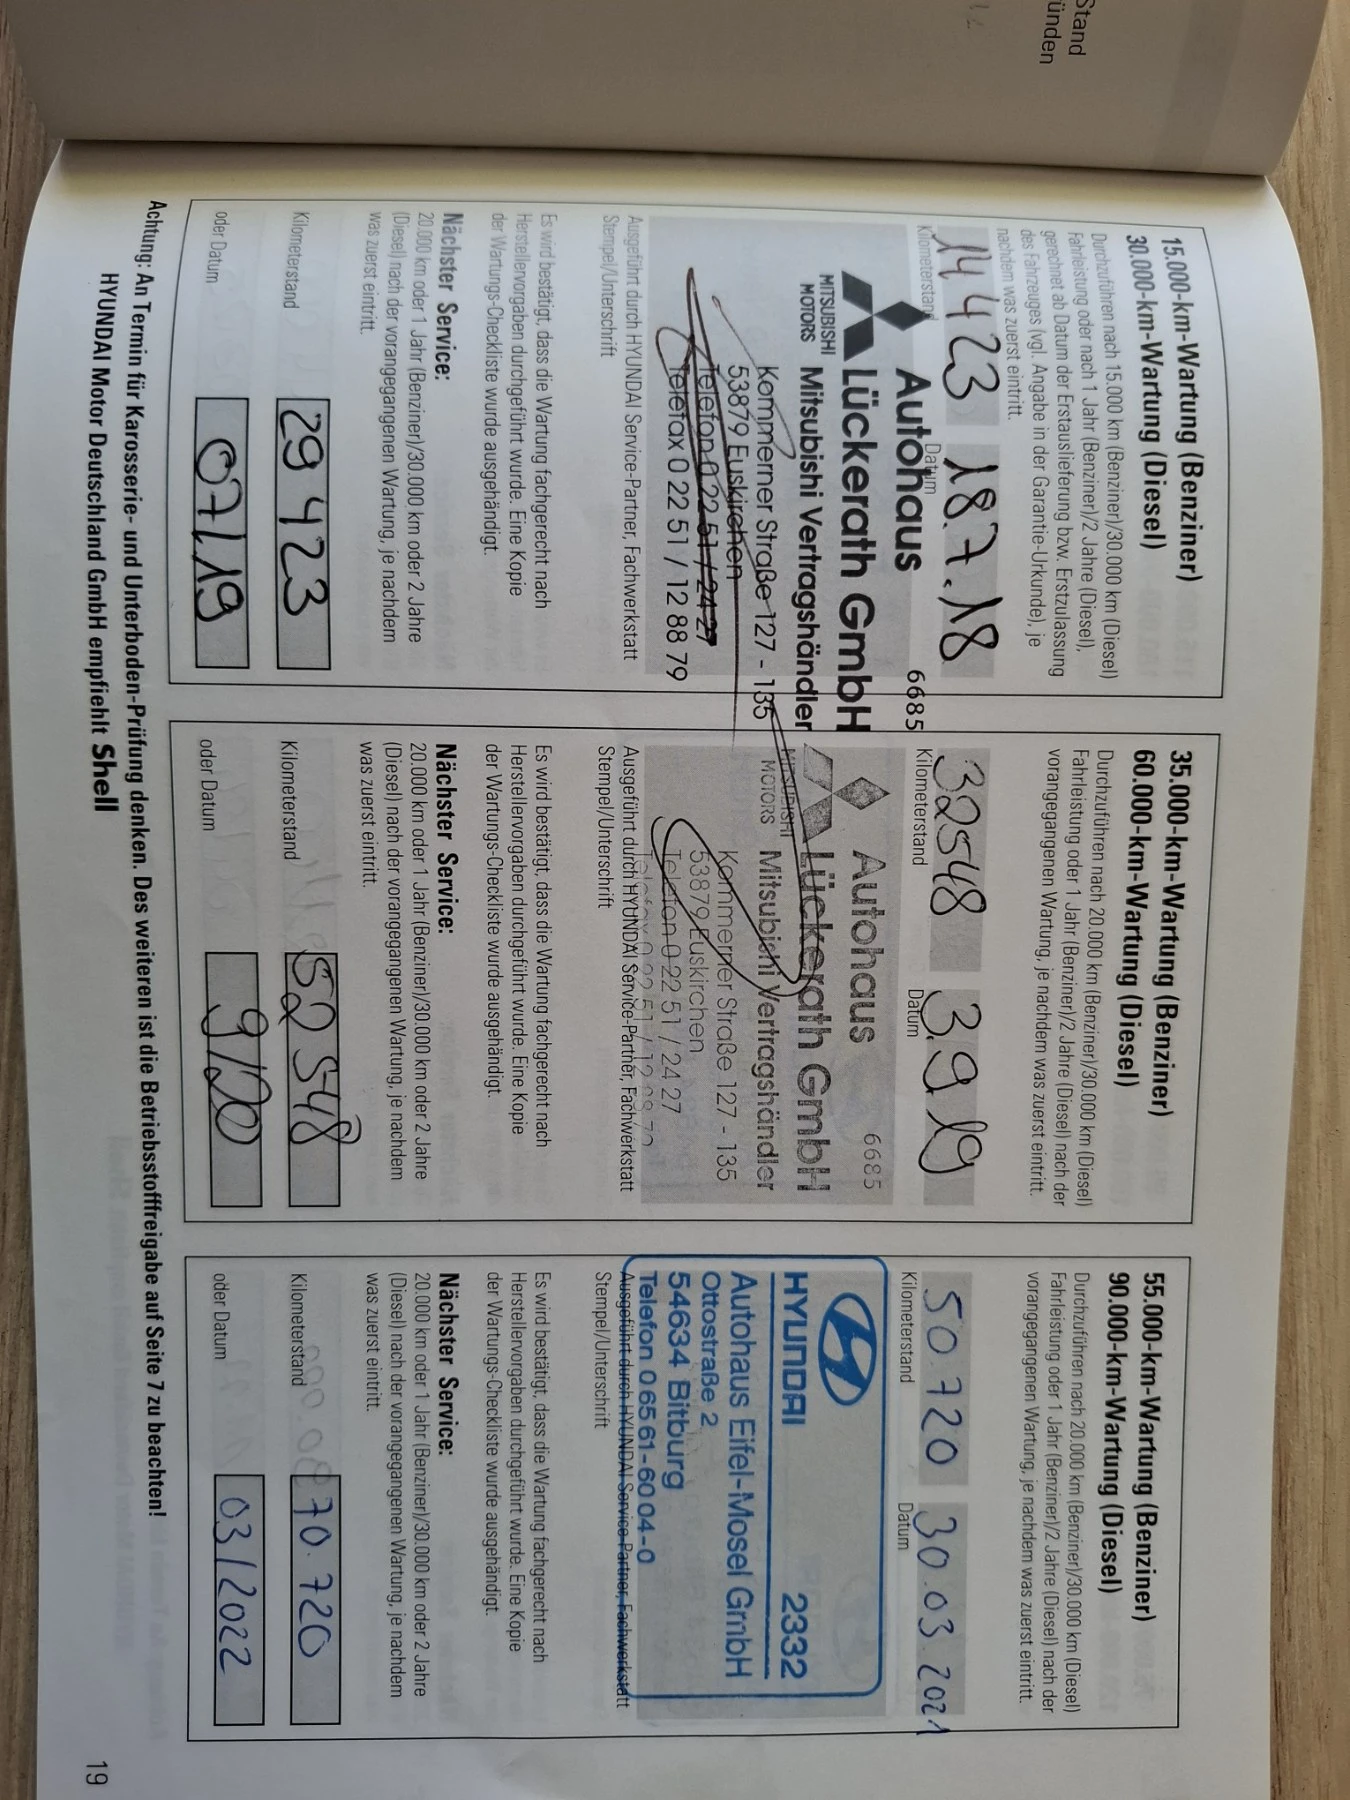 Stand
ünden
15.000-km-Wartung (Benziner)
30.000-km-Wartung (Diesel)
Durchzuführen nach 15.000 km (Benziner)/30.000 km (Diesel)
Fahrleistung oder nach 1 Jahr (Benziner)/2 Jahre (Diesel),
gerechnet ab Datum der Erstauslieferung bzw. Erstzulassung
des Fahrzeuges (vgl. Angabe in der Garantie-Urkunde), je
nachdem was zuerst eintritt.
14423 18.7.18
Kilometerstand Datum
6685
Autohaus
Lückerath GmbH
MITSUBISHI
MOTORS Mitsubishi Vertragshändler
Kommerner Straße 127 - 135
53879 Euskirchen
Telefon 0 22 51 / 24 27
Telefax 0 22 51 / 12 88 79
Ausgeführt durch HYUNDAI Service-Partner, Fachwerkstatt
Stempel/Unterschrift
Es wird bestätigt, dass die Wartung fachgerecht nach
Herstellervorgaben durchgeführt wurde. Eine Kopie
der Wartungs-Checkliste wurde ausgehändigt.
Nächster Service:
20.000 km oder 1 Jahr (Benziner)/30.000 km oder 2 Jahre
(Diesel) nach der vorangegangenen Wartung, je nachdem
was zuerst eintritt.
Kilometerstand 29423
oder Datum 07/19
35.000-km-Wartung (Benziner)
60.000-km-Wartung (Diesel)
Durchzuführen nach 20.000 km (Benziner)/30.000 km (Diesel)
Fahrleistung oder 1 Jahr (Benziner)/2 Jahre (Diesel) nach der
vorangegangenen Wartung, je nachdem was zuerst eintritt.
32548 3.9.19
Kilometerstand Datum
6685
Autohaus
Lückerath GmbH
MITSUBISHI
MOTORS Mitsubishi Vertragshändler
Kommerner Straße 127 - 135
53879 Euskirchen
Telefon 0 22 51 / 24 27
Telefax 0 22 51 / 12 88 79
Ausgeführt durch HYUNDAI Service-Partner, Fachwerkstatt
Stempel/Unterschrift
Es wird bestätigt, dass die Wartung fachgerecht nach
Herstellervorgaben durchgeführt wurde. Eine Kopie
der Wartungs-Checkliste wurde ausgehändigt.
Nächster Service:
20.000 km oder 1 Jahr (Benziner)/30.000 km oder 2 Jahre
(Diesel) nach der vorangegangenen Wartung, je nachdem
was zuerst eintritt.
Kilometerstand 52548
oder Datum 9/20
55.000-km-Wartung (Benziner)
90.000-km-Wartung (Diesel)
Durchzuführen nach 20.000 km (Benziner)/30.000 km (Diesel)
Fahrleistung oder 1 Jahr (Benziner)/2 Jahre (Diesel) nach der
vorangegangenen Wartung, je nachdem was zuerst eintritt.
50.720 30.03.2021
Kilometerstand Datum
HYUNDAI 2332
Autohaus Eifel-Mosel GmbH
Ottostraße 2
54634 Bitburg
Telefon 0 65 61 - 60 04-0
Ausgeführt durch HYUNDAI Service-Partner, Fachwerkstatt
Stempel/Unterschrift
Es wird bestätigt, dass die Wartung fachgerecht nach
Herstellervorgaben durchgeführt wurde. Eine Kopie
der Wartungs-Checkliste wurde ausgehändigt.
Nächster Service:
20.000 km oder 1 Jahr (Benziner)/30.000 km oder 2 Jahre
(Diesel) nach der vorangegangenen Wartung, je nachdem
was zuerst eintritt.
Kilometerstand 70.720
oder Datum 03/2022
Achtung: An Termin für Karosserie- und Unterboden-Prüfung denken. Des weiteren ist die Betriebsstofffreigabe auf Seite 7 zu beachten!
HYUNDAI Motor Deutschland GmbH empfiehlt Shell
19